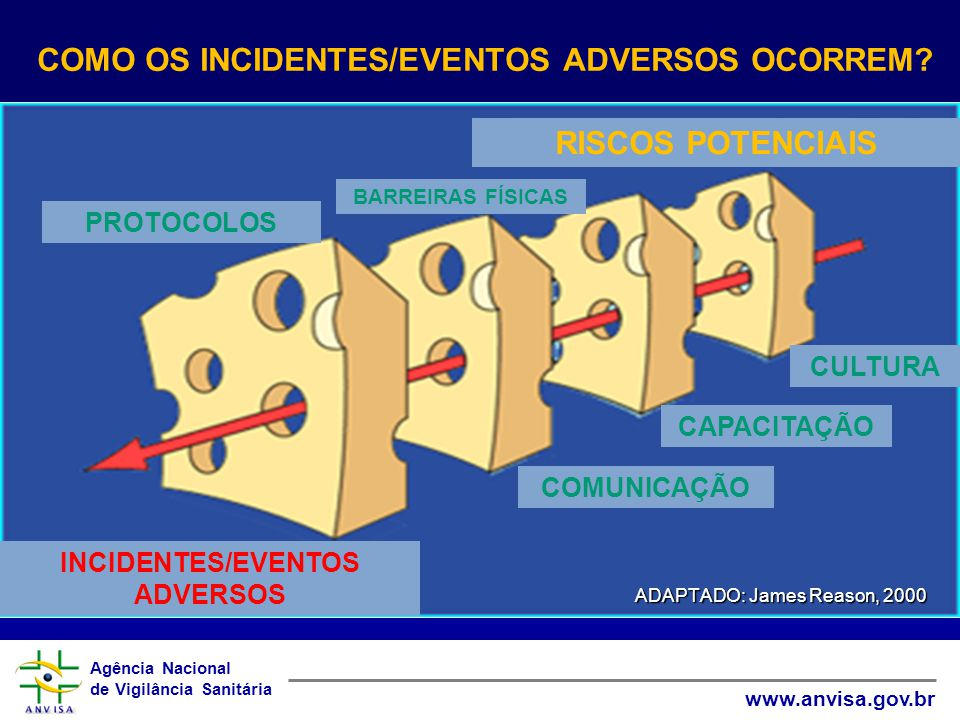 COMO OS INCIDENTES/EVENTOS ADVERSOS OCORREM?
RISCOS POTENCIAIS
BARREIRAS FÍSICAS
PROTOCOLOS
CULTURA
CAPACITAÇÃO
COMUNICAÇÃO
INCIDENTES/EVENTOS
ADVERSOS
ADAPTADO: James Reason, 2000
Agência Nacional
de Vigilância Sanitária
ANVISA
www.anvisa.gov.br